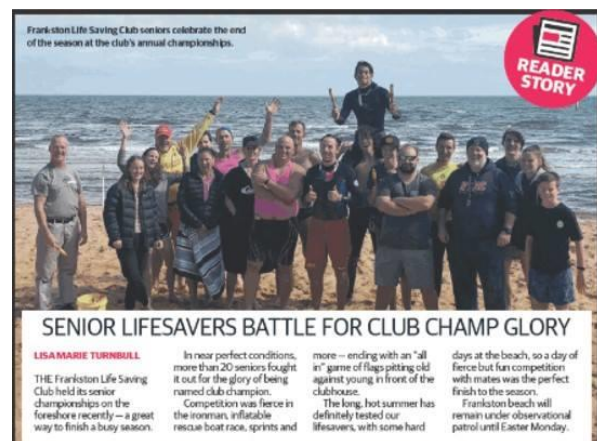 Frankston Life Saving Club seniors celebrate the end
of the season at the club's annual championships.
READER
STORY
SENIOR LIFESAVERS BATTLE FOR CLUB CHAMP GLORY
LISA MARIE TURNBULL
THE Frankston Life Saving
Club held its senior
championships on the
foreshore recently — a great
way to finish a busy season.
In near perfect conditions,
more than 20 seniors fought
it out for the glory of being
named club champion.
Competition was fierce in
the ironman, inflatable
rescue boat race, sprints and
more — ending with an "all
in" game of flags pitting old
against young in front of the
clubhouse.
The long, hot summer has
definitely tested our
lifesavers, with some hard
days at the beach, so a day of
fierce but fun competition
with mates was the perfect
finish to the season.
Frankston beach will
remain under observational
patrol until Easter Monday.